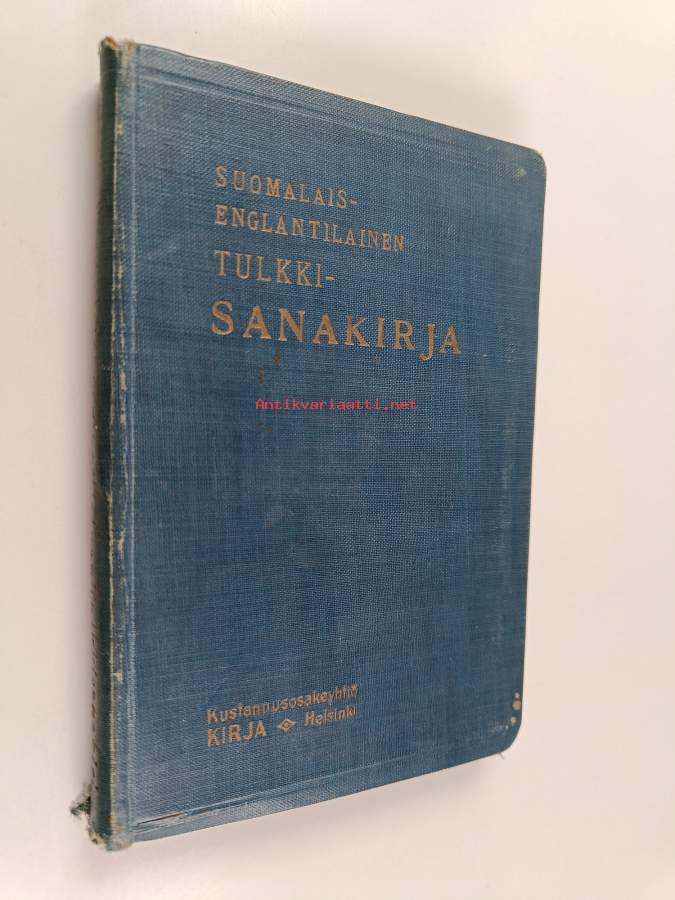 SUOMALAIS-
ENGLANTILAINEN
TULKKI-
SANAKIRJA
Antikvariaatti.net
Kustannusosakeyhtiö
KIRJA Helsinki